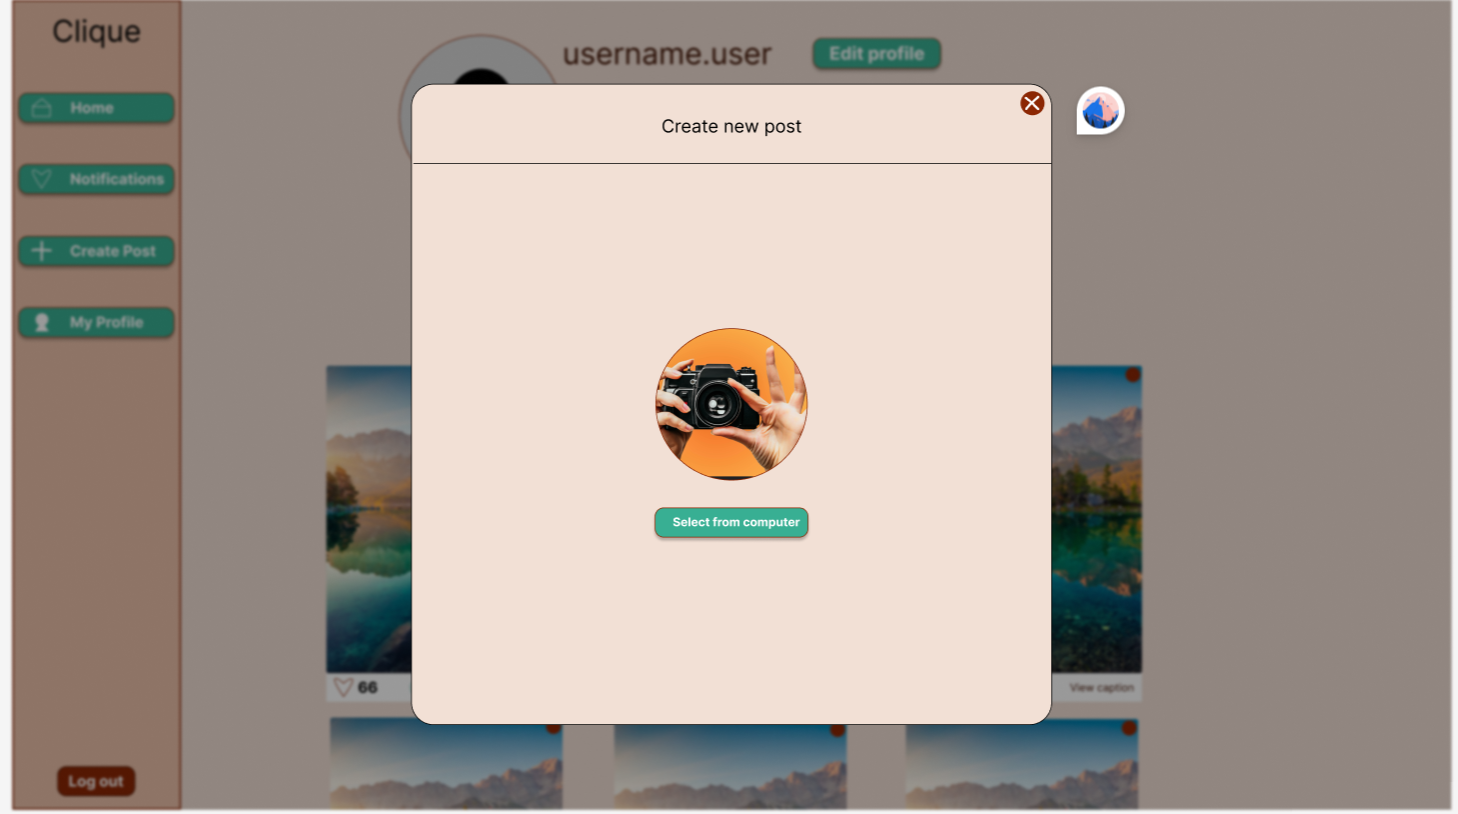 Clique
Home
Notifications
Create Post
My Profile
Log out
username.user
Edit profile
Create new post
Select from computer
66
View caption